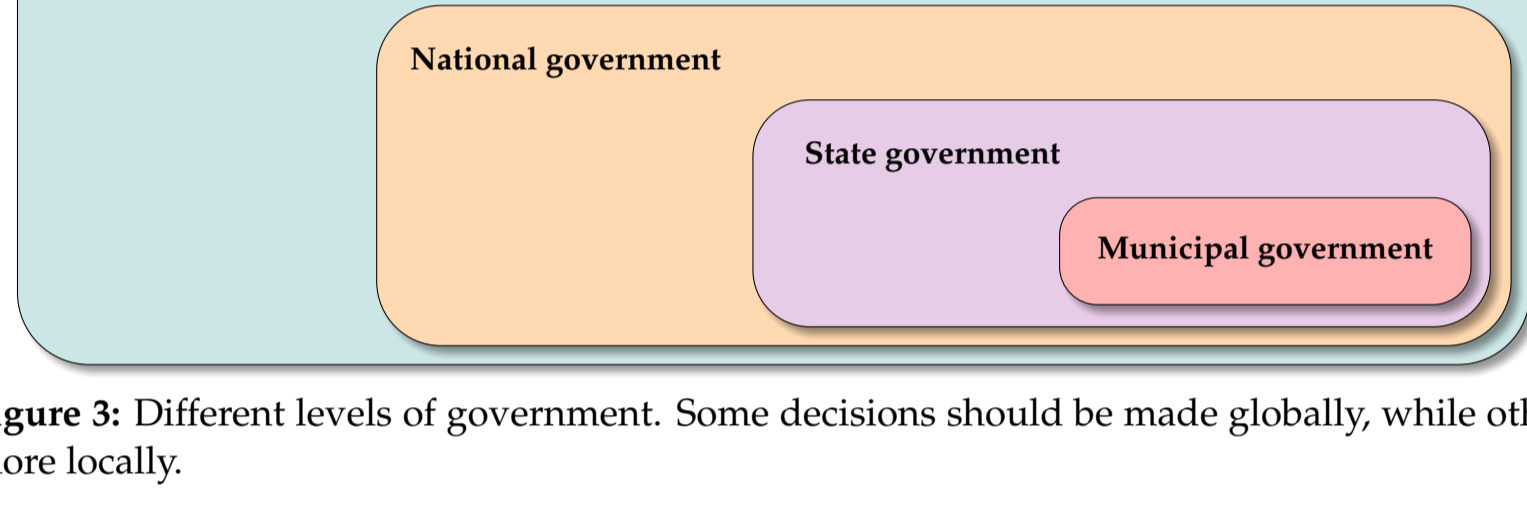 National government
State government
Municipal government
gure 3: Different levels of government. Some decisions should be made globally, while oth
ore locally.